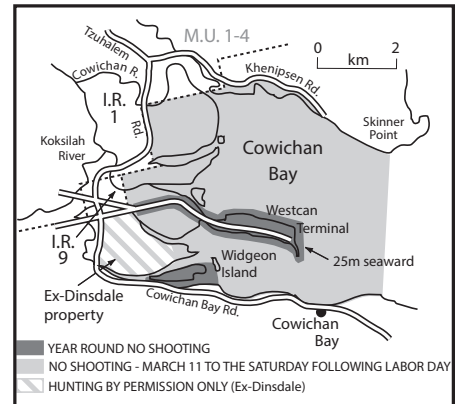 M.U. 1-4
Tzuhalem
Rd.
Cowichan R.
0 2
km
Khenipsen Rd.
I.R.
1
Skinner
Point
Koksilah
River
Cowichan
Bay
Westcan
Terminal
I.R.
9
Widgeon
Island
25m seaward
Ex-Dinsdale
property
Cowichan Bay Rd.
Cowichan
Bay
YEAR ROUND NO SHOOTING
NO SHOOTING - MARCH 11 TO THE SATURDAY FOLLOWING LABOR DAY
HUNTING BY PERMISSION ONLY (Ex-Dinsdale)